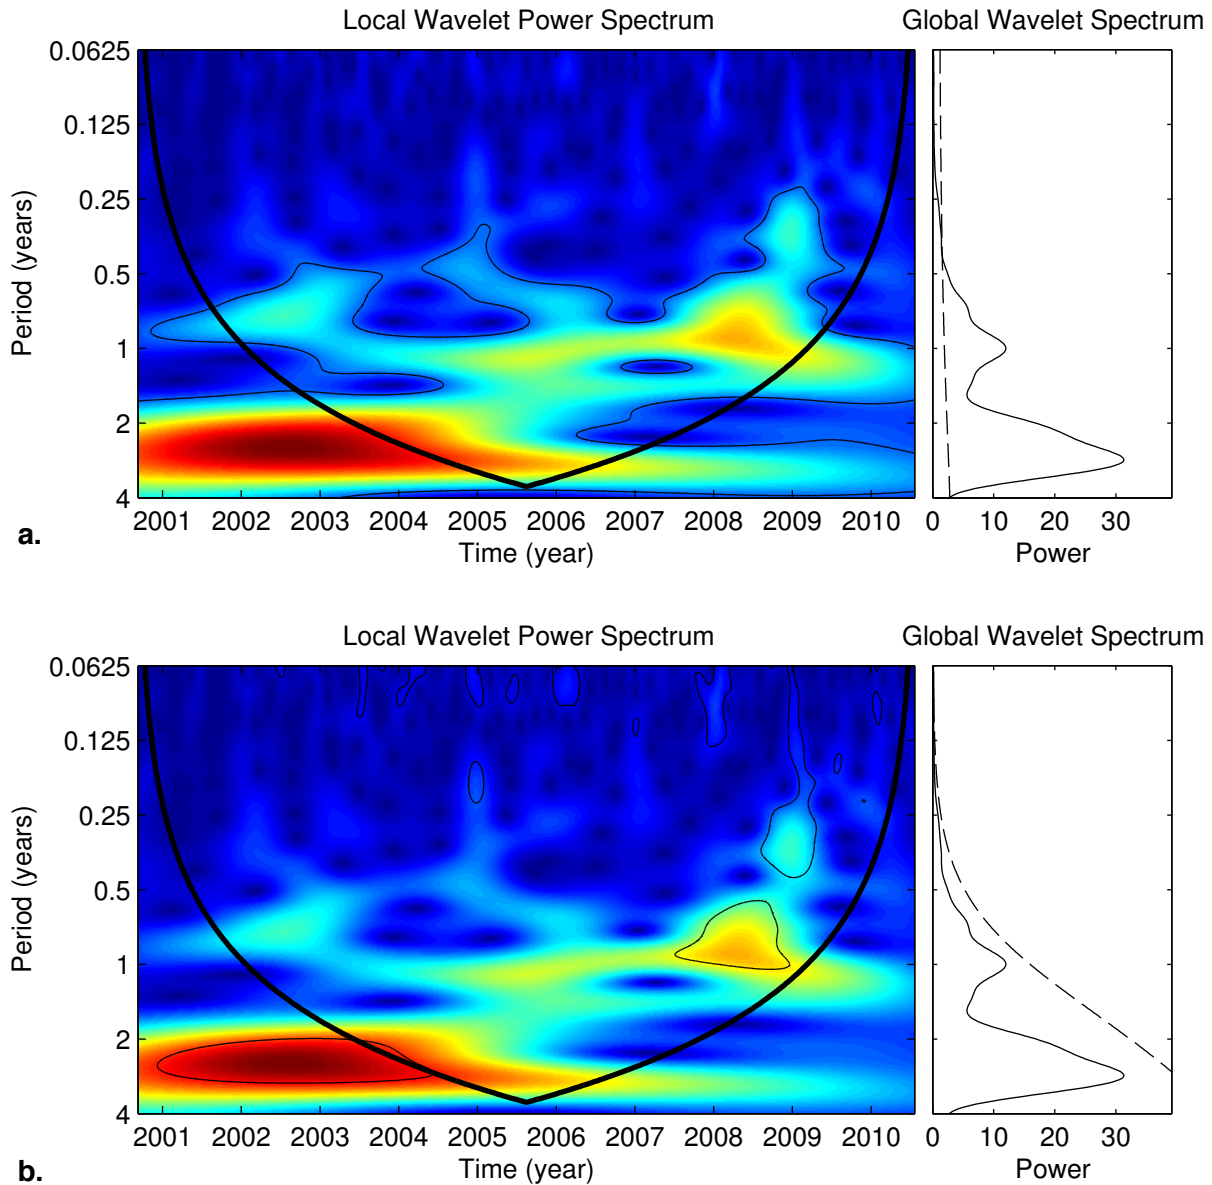 Local Wavelet Power Spectrum
Global Wavelet Spectrum
0.0625
0.125
0.25
0.5
1
2
4
Period (years)
2001 2002 2003 2004 2005 2006 2007 2008 2009 2010
Time (year)
0 10 20 30
Power
a.
Local Wavelet Power Spectrum
Global Wavelet Spectrum
0.0625
0.125
0.25
0.5
1
2
4
Period (years)
2001 2002 2003 2004 2005 2006 2007 2008 2009 2010
Time (year)
0 10 20 30
Power
b.